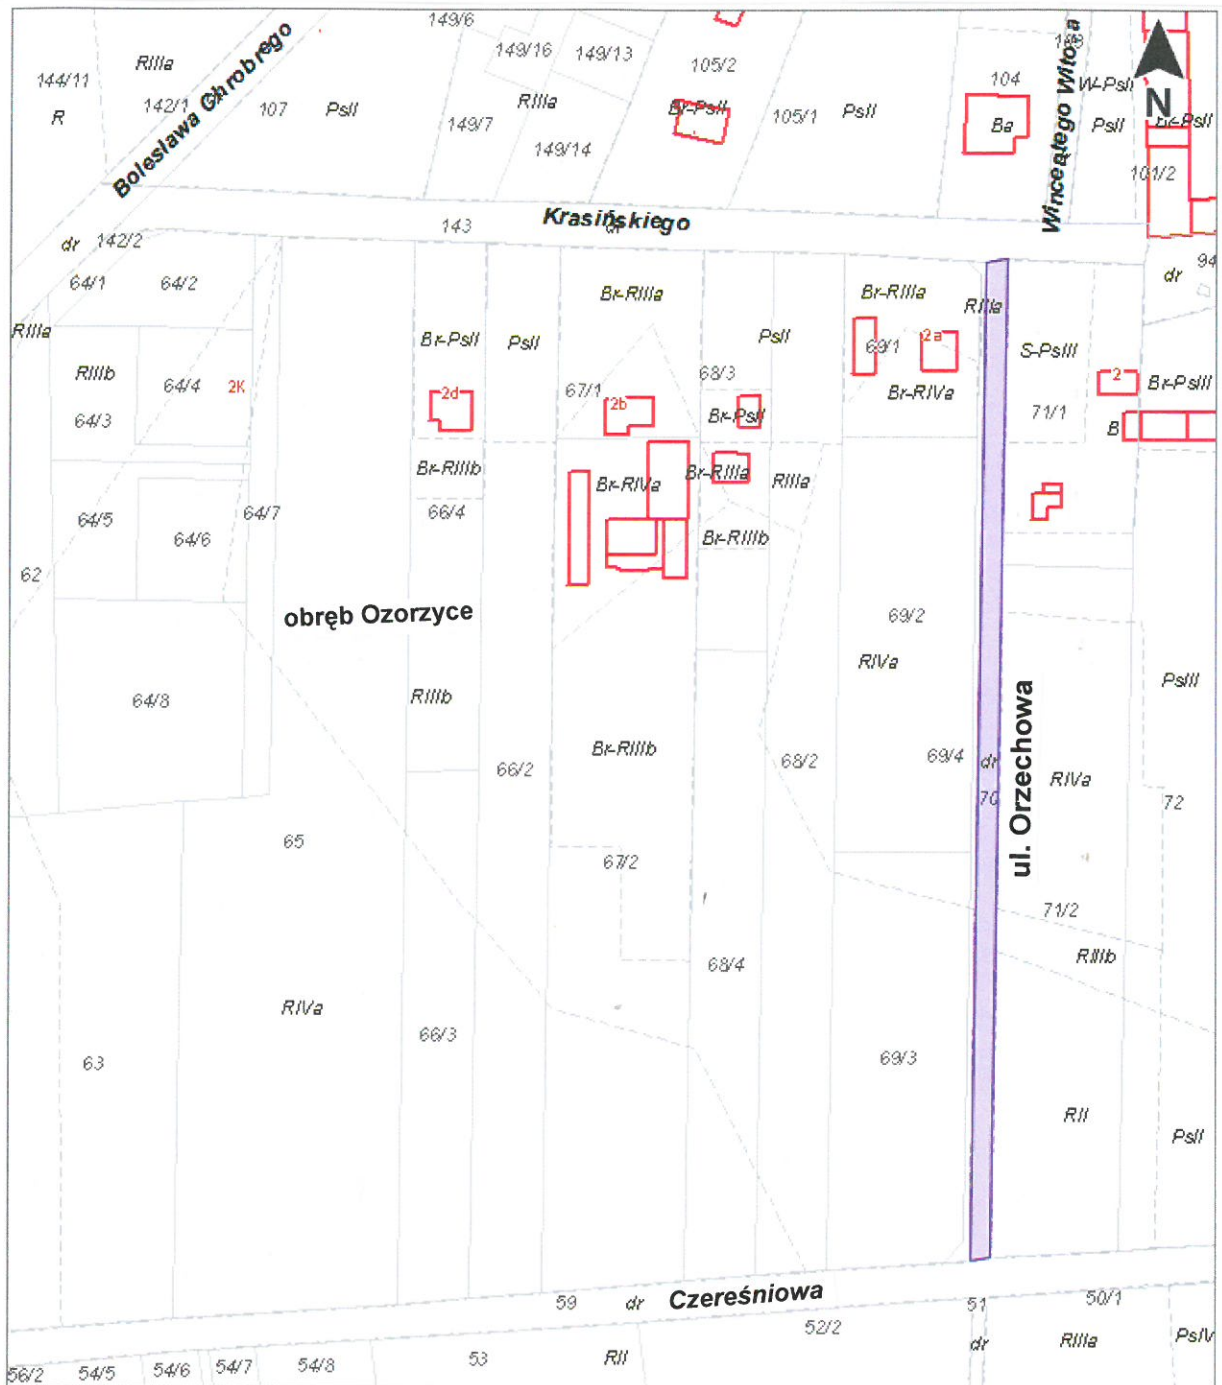 149/6
RIIIa
149/16
149/13
105/2
104
W-PsII
144/11
142/1
107
PsII
RIIIa
Br-PsII
105/1
PsII
Ba
PsII
Br-PsII
R
149/7
149/14
N
101/2
Bolesława Chrobrego
Wincentego Witosa
143
Krasińskiego
dr
dr
142/2
94
dr
64/1
64/2
Br-RIIIa
Br-RIIIa
RIIIa
RIIIa
Br-PsII
PsII
PsII
69/1
2a
S-PsIII
RIIIb
64/4
2K
67/1
68/3
Br-RIVa
2
Br-PsIII
64/3
2d
2b
Br-PsII
71/1
B
Br-RIIIb
Br-RIVa
Br-RIIIa
RIIIa
64/5
64/7
66/4
64/6
Br-RIIIb
62
obręb Ozorzyce
69/2
RIVa
64/8
RIIIb
PsIII
Br-RIIIb
66/2
68/2
69/4
dr
RIVa
70
72
ul. Orzechowa
65
67/2
71/2
68/4
RIIIb
RIVa
66/3
63
69/3
RII
PsII
59
dr
Czereśniowa
51
50/1
52/2
dr
RIIIa
PsIV
56/2
54/5
54/6
54/7
54/8
53
RII